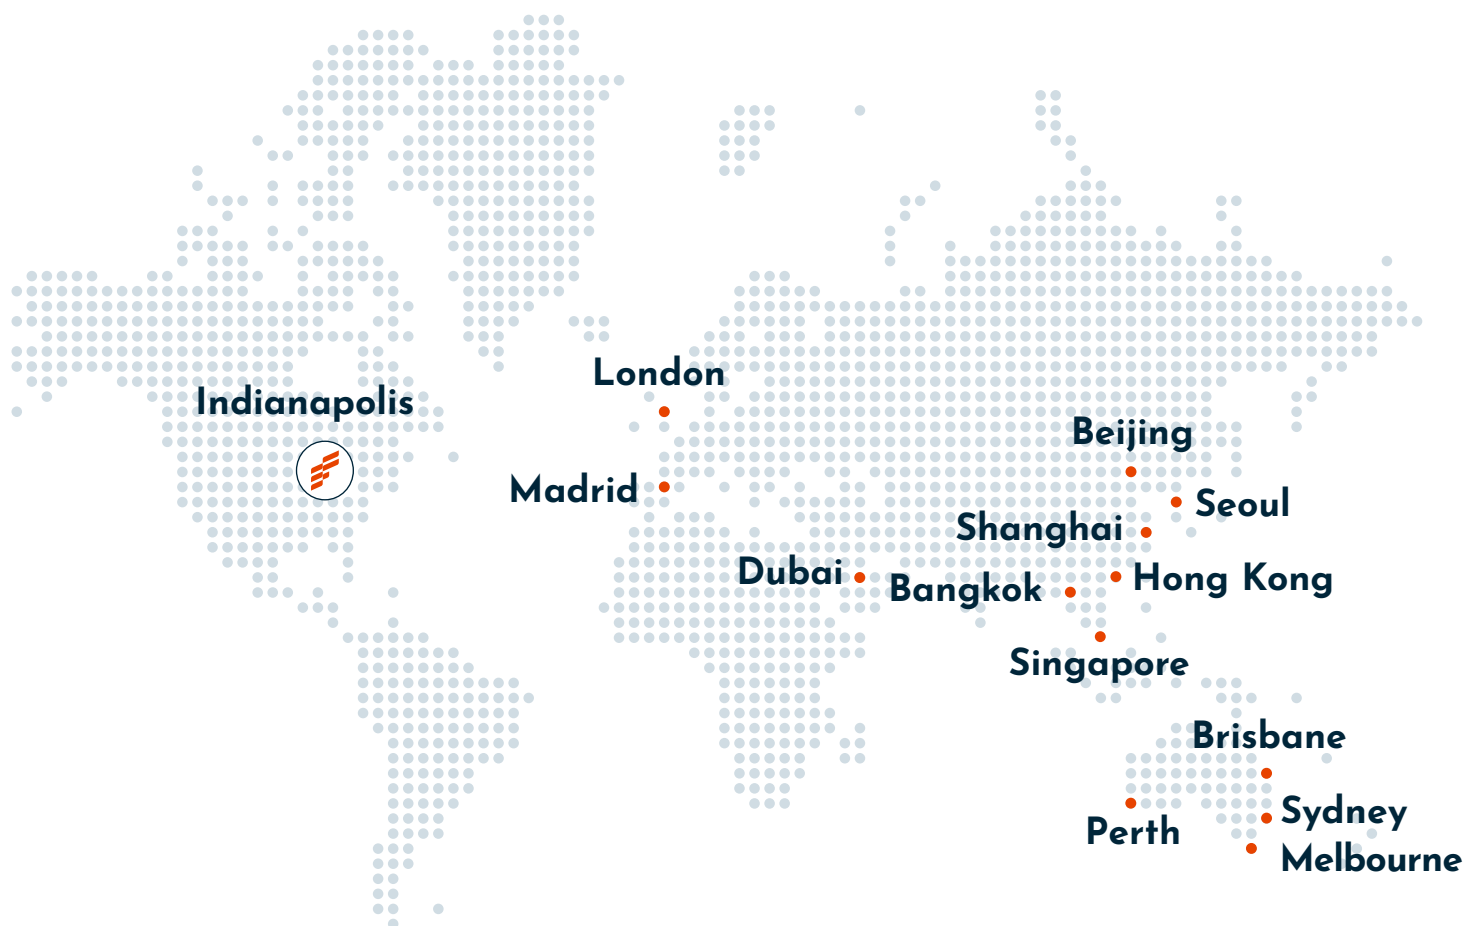 London
Indianapolis
Beijing
Madrid
Seoul
Shanghai
Dubai
Bangkok
Hong Kong
Singapore
Brisbane
Sydney
Perth
Melbourne